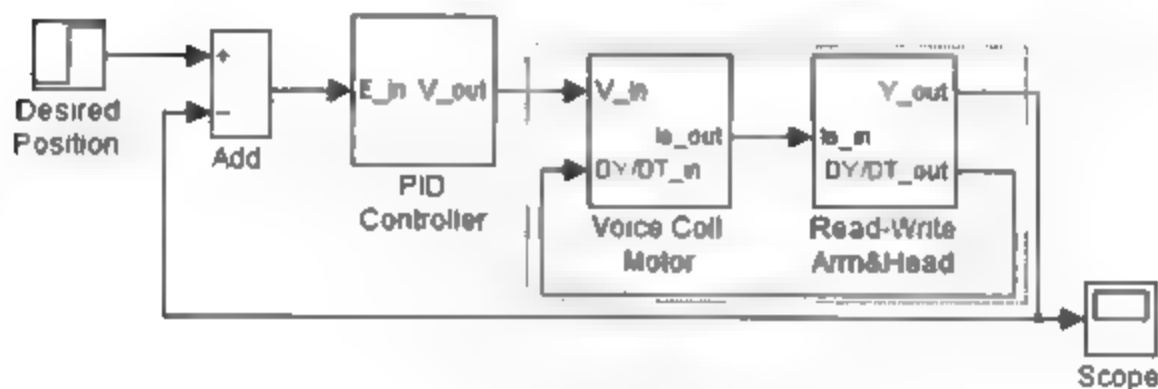 Desired
Position
+
−
Add
E_in V_out
PID
Controller
V_in
Ia_out
DY/DT_in
Voice Coil
Motor
Y_out
Ia_in
DY/DT_out
Read-Write
Arm&Head
Scope